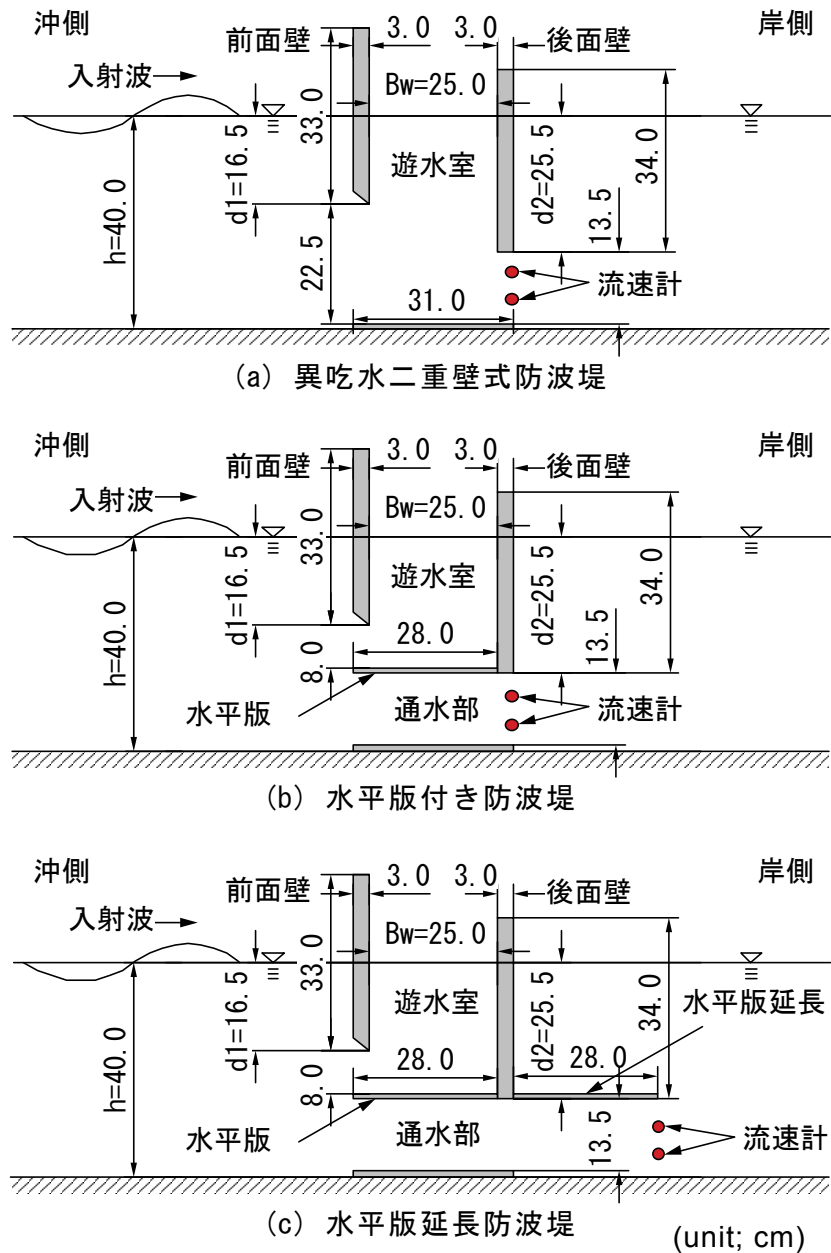 沖側
岸側
前面壁
3.0
3.0
後面壁
入射波
Bw=25.0
33.0
d1=16.5
遊水室
d2=25.5
34.0
h=40.0
22.5
13.5
31.0
流速計
(a) 異吃水二重壁式防波堤
沖側
岸側
前面壁
3.0
3.0
後面壁
入射波
Bw=25.0
33.0
d1=16.5
遊水室
d2=25.5
34.0
h=40.0
28.0
13.5
8.0
水平版
通水部
流速計
(b) 水平版付き防波堤
沖側
岸側
前面壁
3.0
3.0
後面壁
入射波
Bw=25.0
33.0
d1=16.5
遊水室
d2=25.5
34.0
水平版延長
h=40.0
28.0
28.0
8.0
水平版
通水部
13.5
流速計
(c) 水平版延長防波堤
(unit; cm)